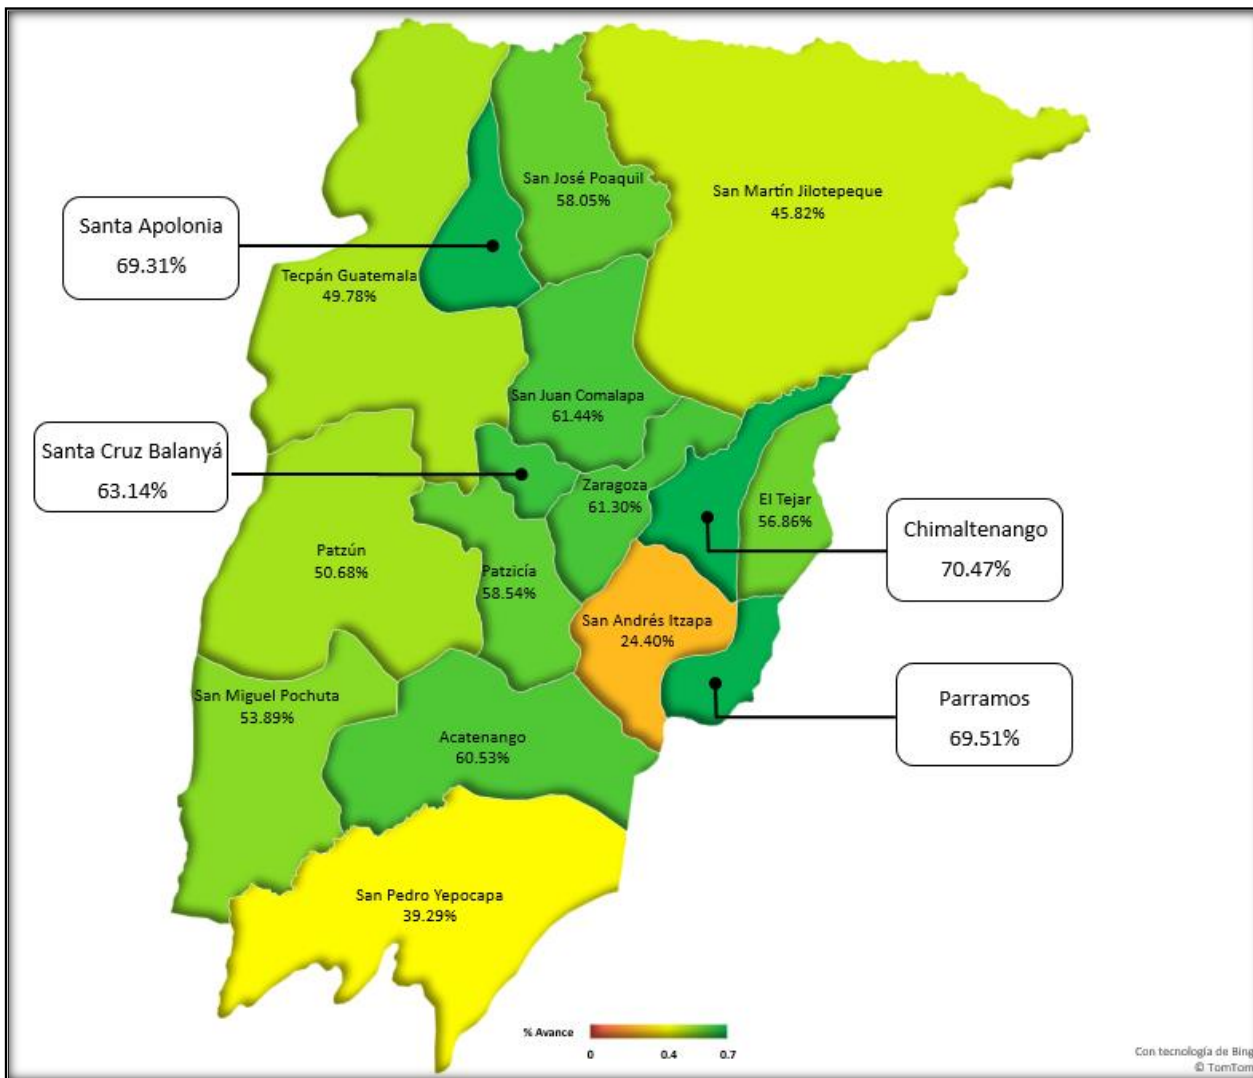 San José Poaquil
58.05%
San Martín Jilotepeque
45.82%
Santa Apolonia
69.31%
Tecpán Guatemala
49.78%
San Juan Comalapa
61.44%
Santa Cruz Balanyá
63.14%
Zaragoza
61.30%
El Tejar
56.86%
Chimaltenango
70.47%
Patzún
50.68%
Patzicía
58.54%
San Andrés Itzapa
24.40%
San Miguel Pochuta
53.89%
Parramos
69.51%
Acatenango
60.53%
San Pedro Yepocapa
39.29%
% Avance
0 0.4 0.7
Con tecnología de Bing
© TomTom